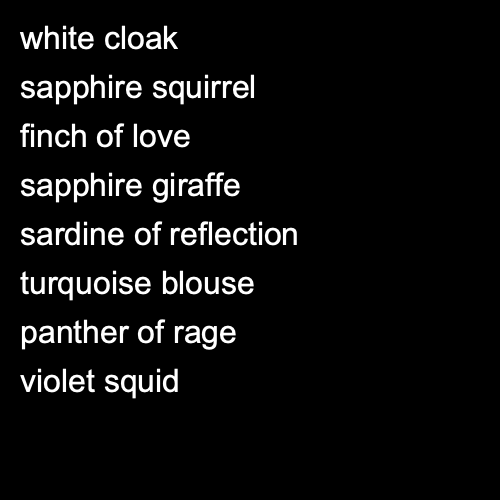 white cloak
sapphire squirrel
finch of love
sapphire giraffe
sardine of reflection
turquoise blouse
panther of rage
violet squid